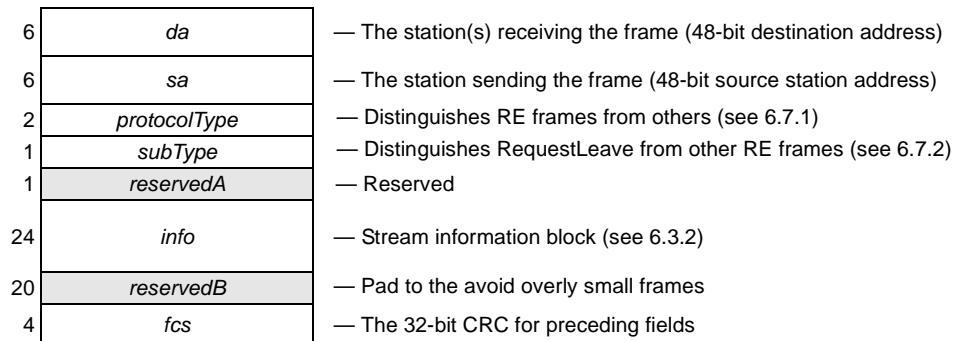 6 da — The station(s) receiving the frame (48-bit destination address)
6 sa — The station sending the frame (48-bit source station address)
2 protocolType — Distinguishes RE frames from others (see 6.7.1)
1 subType — Distinguishes RequestLeave from other RE frames (see 6.7.2)
1 reservedA — Reserved
24 info — Stream information block (see 6.3.2)
20 reservedB — Pad to the avoid overly small frames
4 fcs — The 32-bit CRC for preceding fields